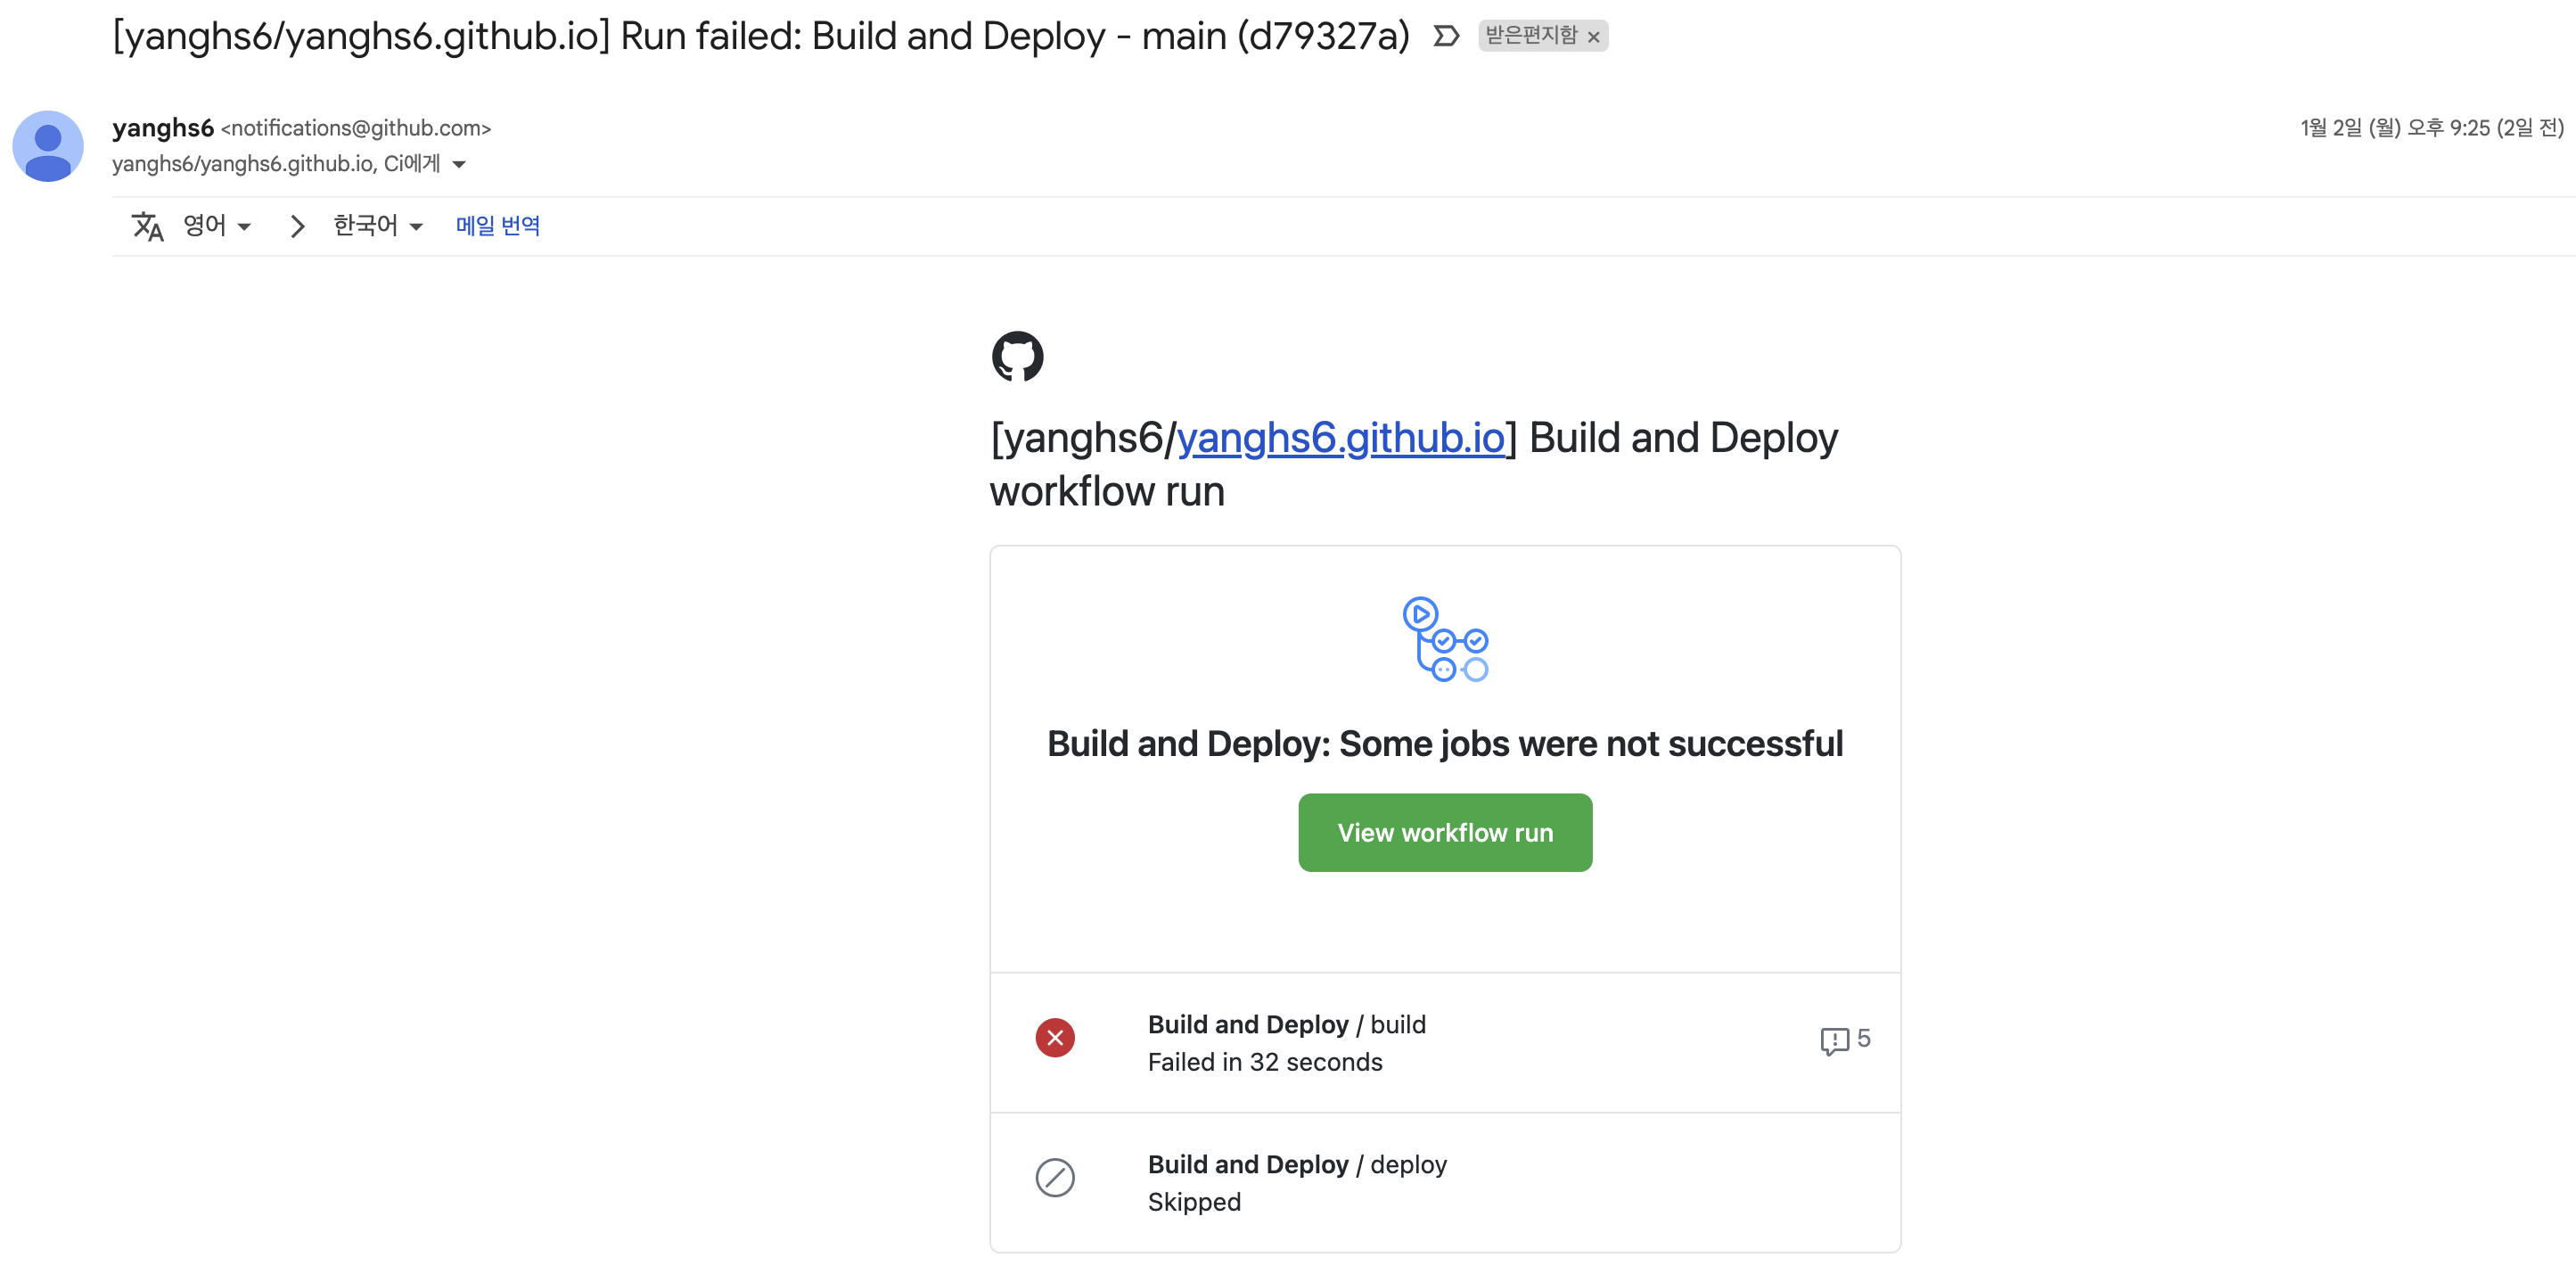 [yanghs6/yanghs6.github.io] Run failed: Build and Deploy - main (d79327a) 받은편지함 ×
yanghs6 <notifications@github.com> 1월 2일 (월) 오후 9:25 (2일 전)
yanghs6/yanghs6.github.io, Ci에게
영어 한국어 메일 번역
[yanghs6/yanghs6.github.io] Build and Deploy
workflow run
Build and Deploy: Some jobs were not successful
View workflow run
Build and Deploy / build
Failed in 32 seconds
5
Build and Deploy / deploy
Skipped